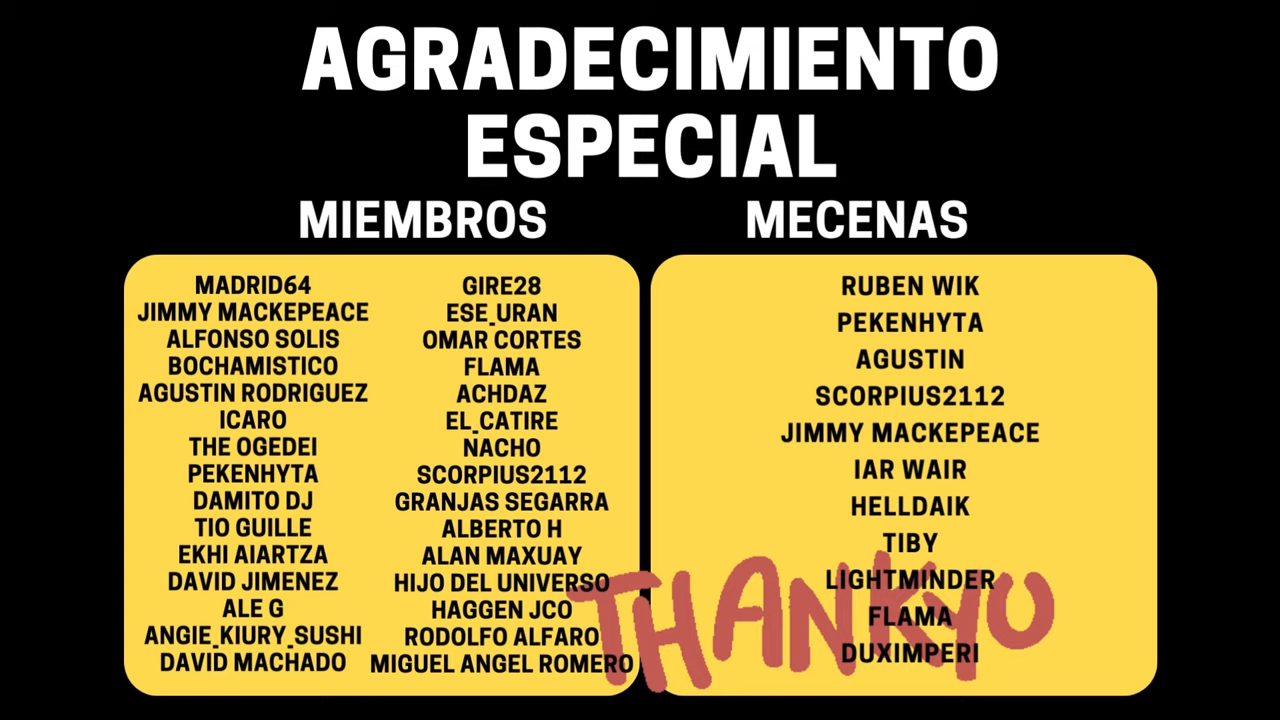 AGRADECIMIENTO
ESPECIAL
MIEMBROS
MADRID64
JIMMY MACKEPEACE
ALFONSO SOLIS
BOCHAMISTICO
AGUSTIN RODRIGUEZ
ICARO
THE OGEDEI
PEKENHYTA
DAMITO DJ
TIO GUILLE
EKHI AIARTZA
DAVID JIMENEZ
ALE G
ANGIE_KIURY_SUSHI
DAVID MACHADO
GIRE28
ESE_URAN
OMAR CORTES
FLAMA
ACHDAZ
EL_CATIRE
NACHO
SCORPIUS2112
GRANJAS SEGARRA
ALBERTO H
ALAN MAXUAY
HIJO DEL UNIVERSO
HAGGEN JCO
RODOLFO ALFARO
MIGUEL ANGEL ROMERO
MECENAS
RUBEN WIK
PEKENHYTA
AGUSTIN
SCORPIUS2112
JIMMY MACKEPEACE
IAR WAIR
HELLDAIK
TIBY
LIGHTMINDER
FLAMA
DUXIMPERI
THANKYO